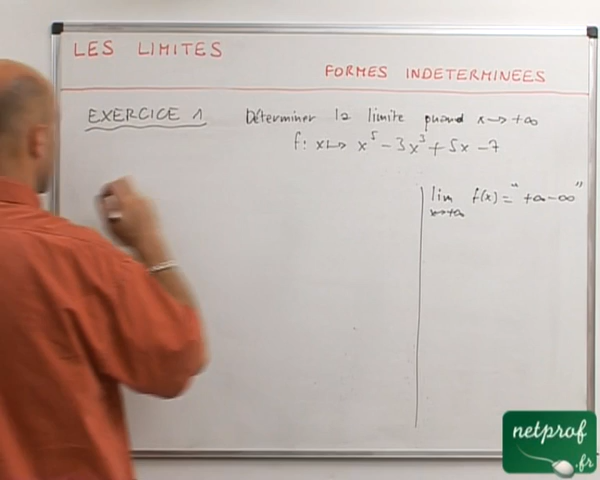 LES LIMITES
FORMES INDETERMINEES
EXERCICE 1 Déterminer la limite quand x → +∞
f: x ↦ x⁵ - 3x³ + 5x - 7
lim f(x) = "+∞ -∞"
x→+∞
netprof
.fr